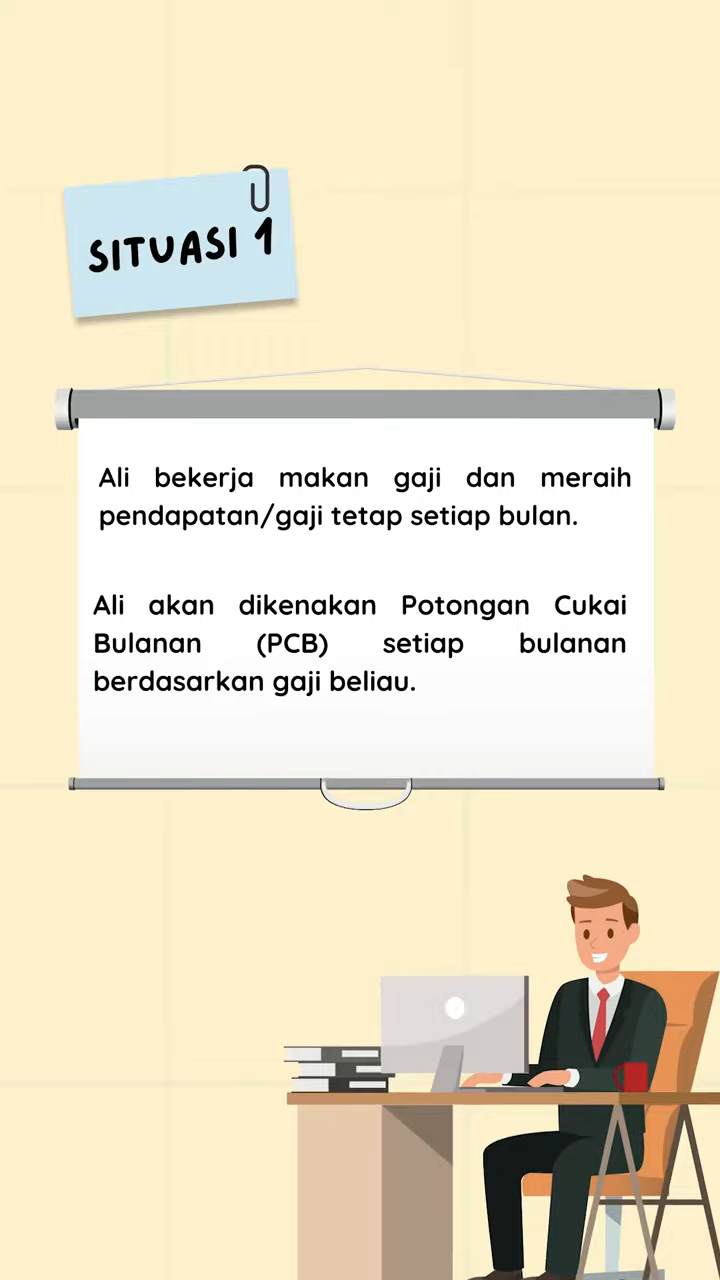 SITUASI 1
Ali bekerja makan gaji dan meraih
pendapatan/gaji tetap setiap bulan.
Ali akan dikenakan Potongan Cukai
Bulanan (PCB) setiap bulanan
berdasarkan gaji beliau.